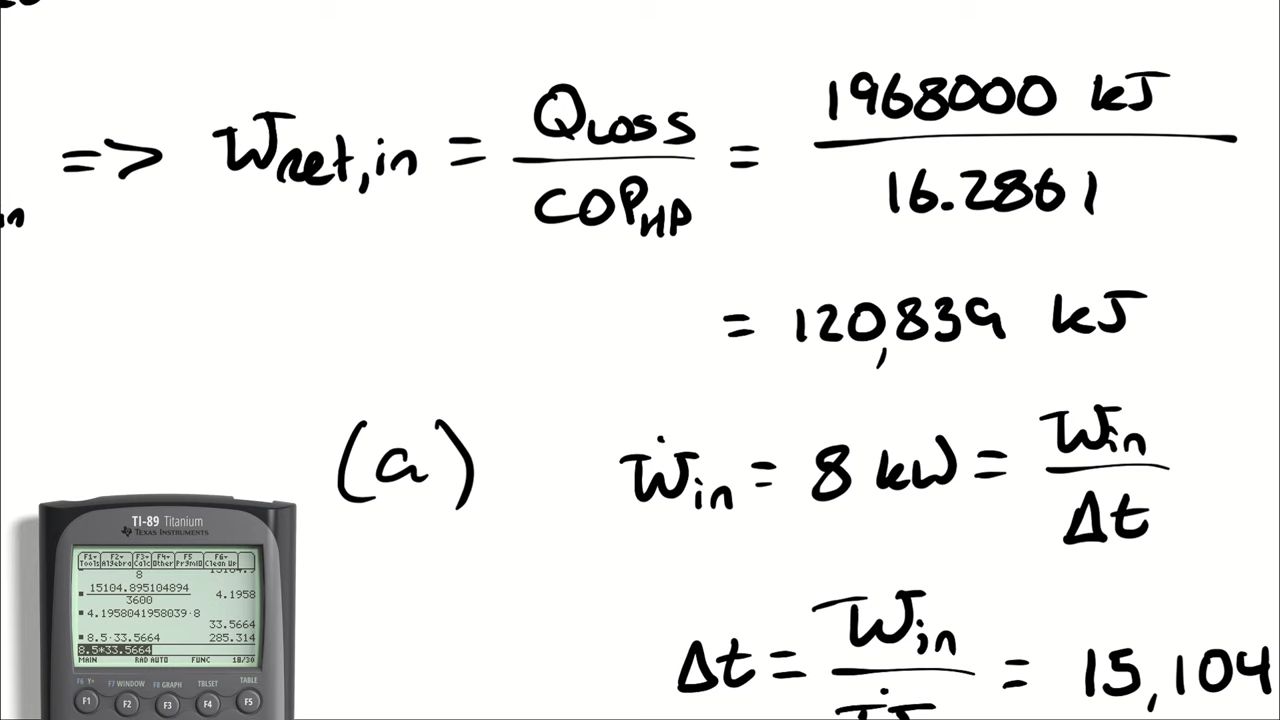 => Wnet,in = QLOSS / COPHP = 1968000 kJ / 16.2861
in
= 120,839 kJ
(a) Ẇin = 8 kW = Win / Δt
Δt = Win / Ẇ = 15,104
TI-89 Titanium
TEXAS INSTRUMENTS
F1 Tools F2 Algebra F3 Calc F4 Other F5 PrgmIO F6 Clean Up
8
15104.895104894 / 3600 4.1958
4.1958041958039·8
33.5664
8.5·33.5664 285.314
8.5*33.5664
MAIN RAD AUTO FUNC 18/30
F6 Y= F7 WINDOW F8 GRAPH TBLSET TABLE
F1 F2 F3 F4 F5